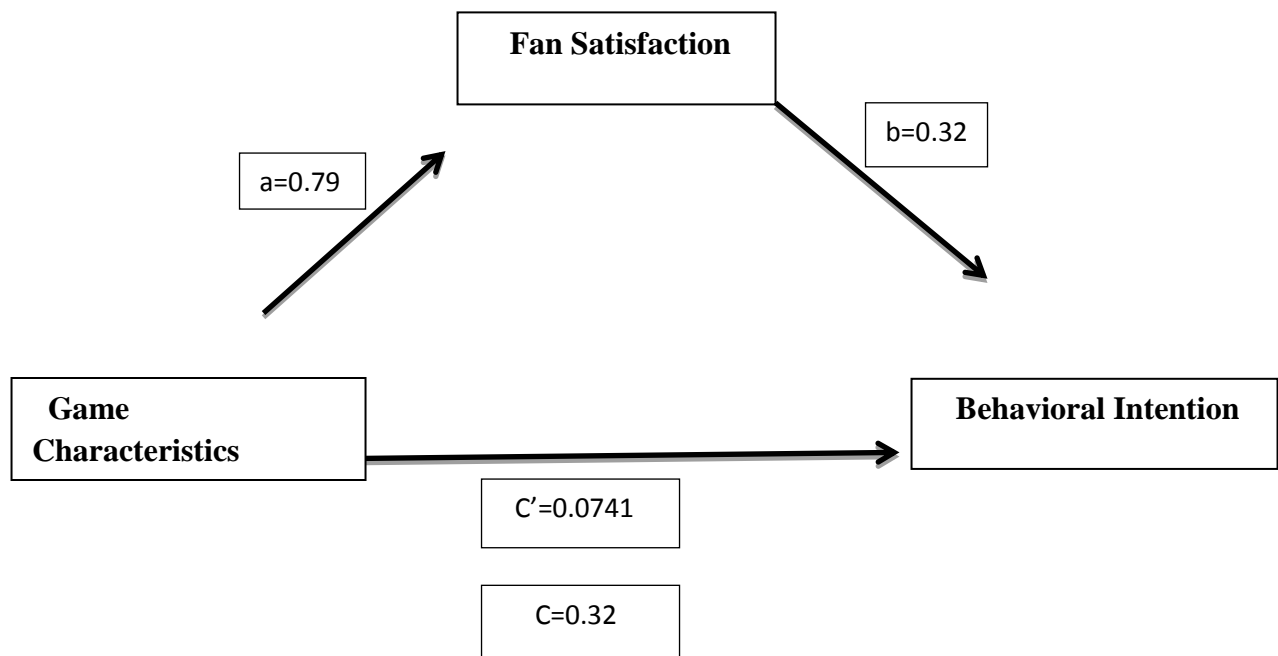 Fan Satisfaction
b=0.32
a=0.79
Game
Characteristics
Behavioral Intention
C’=0.0741
C=0.32